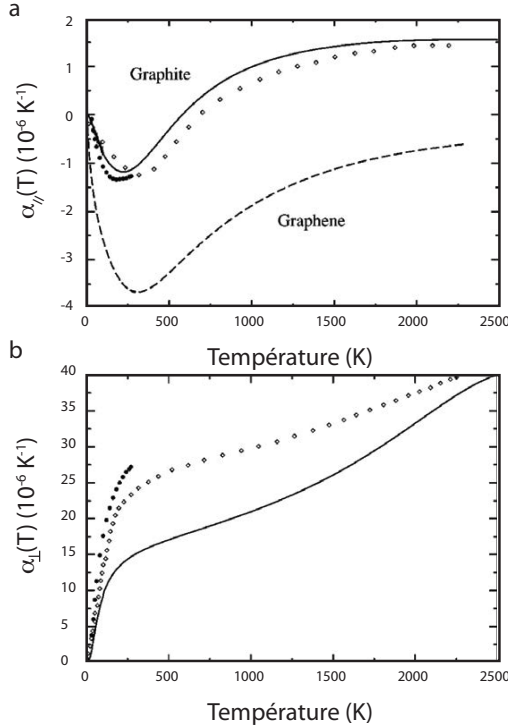 a
2
1
0
-1
-2
-3
-4
α//(T) (10⁻⁶ K⁻¹)
Graphite
Graphene
0 500 1000 1500 2000 2500
Température (K)
b
40
35
30
25
20
15
10
5
0
α⊥(T) (10⁻⁶ K⁻¹)
0 500 1000 1500 2000 2500
Température (K)